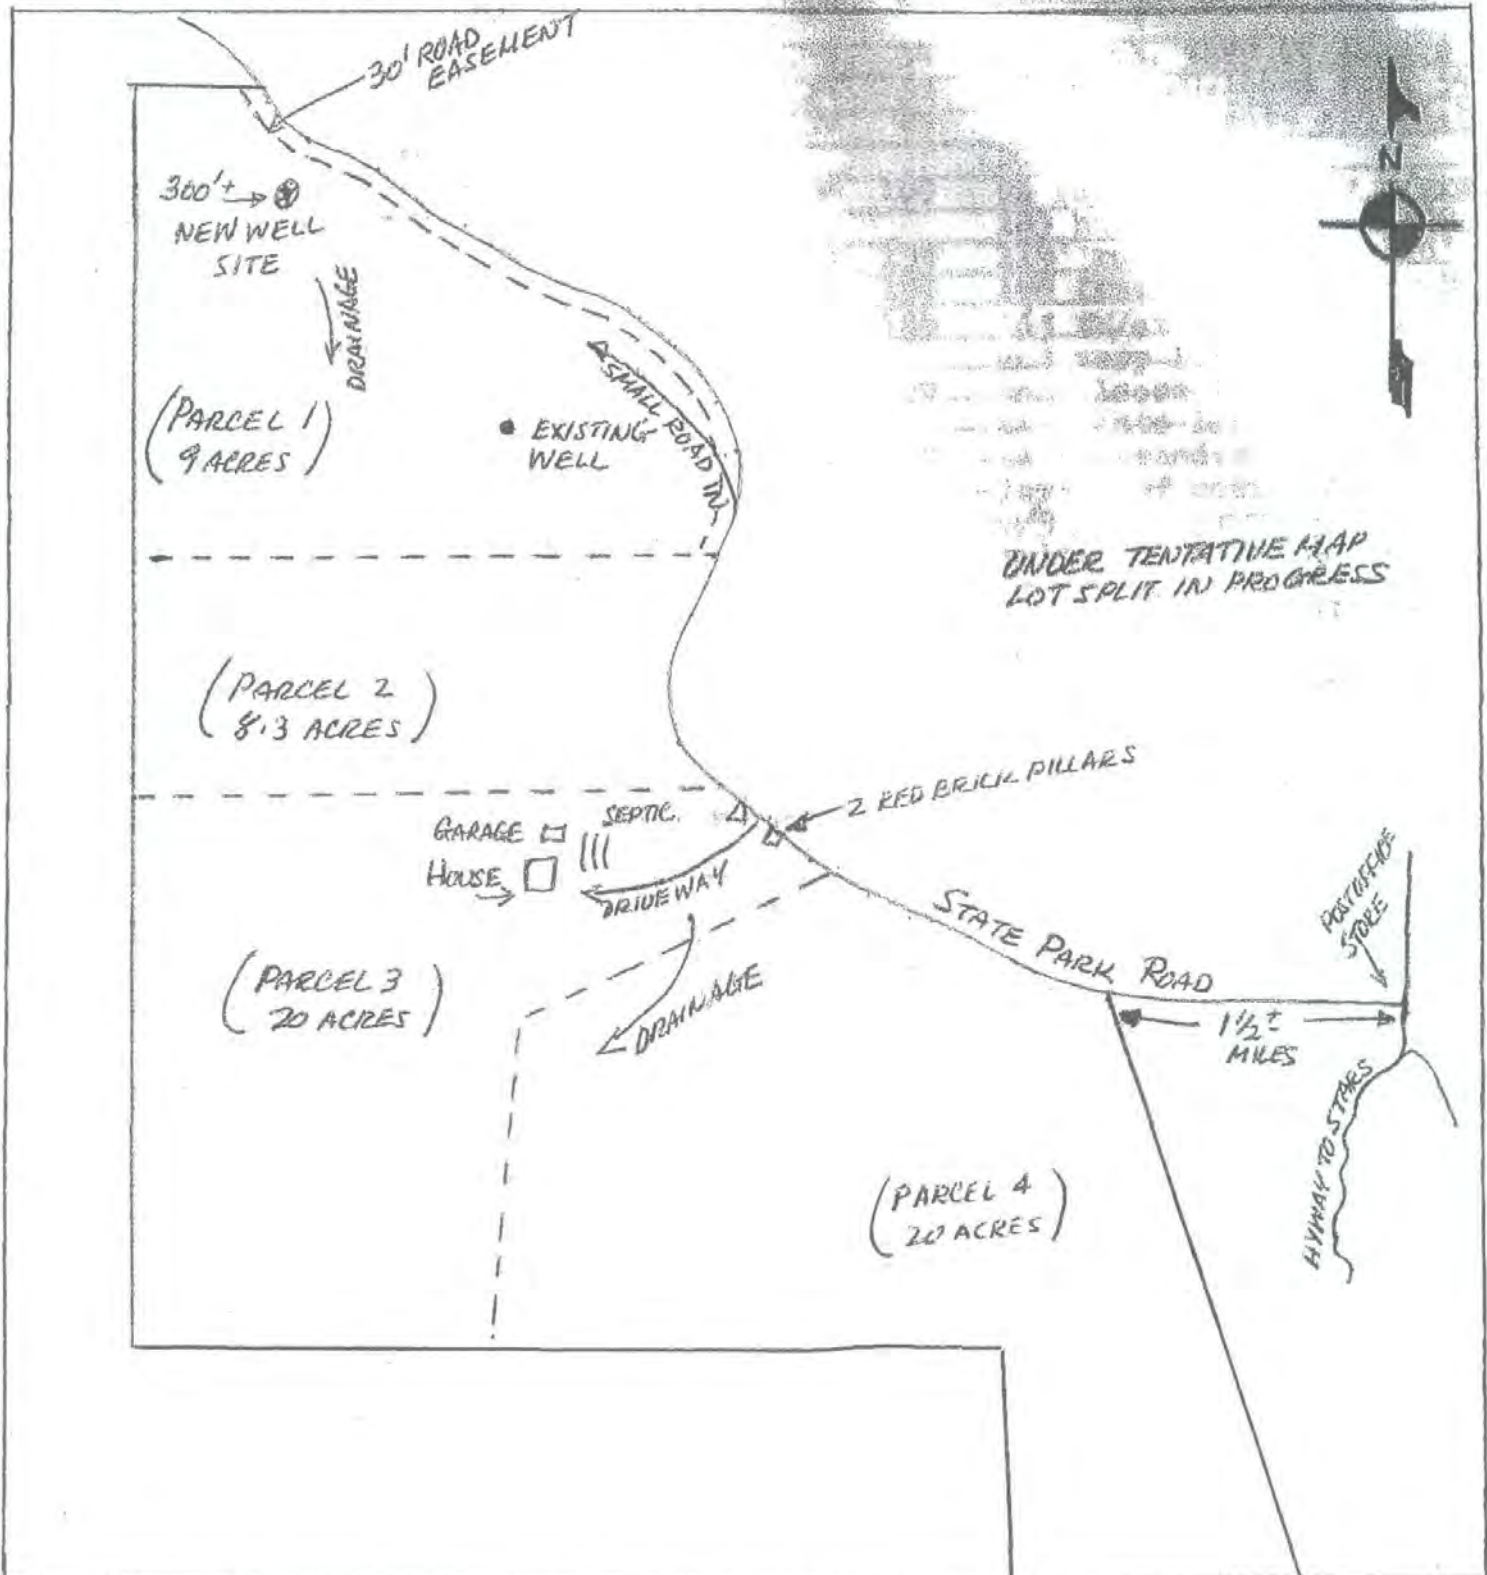 30' ROAD
EASEMENT
N
300'±
NEW WELL
SITE
DRAINAGE
(PARCEL 1)
9 ACRES
EXISTING
WELL
SMALL ROAD IN
UNDER TENTATIVE MAP
LOT SPLIT IN PROGRESS
(PARCEL 2)
8.3 ACRES
2 RED BRICK PILLARS
GARAGE
SEPTIC
HOUSE
DRIVEWAY
STATE PARK ROAD
POSTOFFICE
STORE
(PARCEL 3)
20 ACRES
DRAINAGE
1½ ±
MILES
HYWAY TO STARS
(PARCEL 4)
20 ACRES